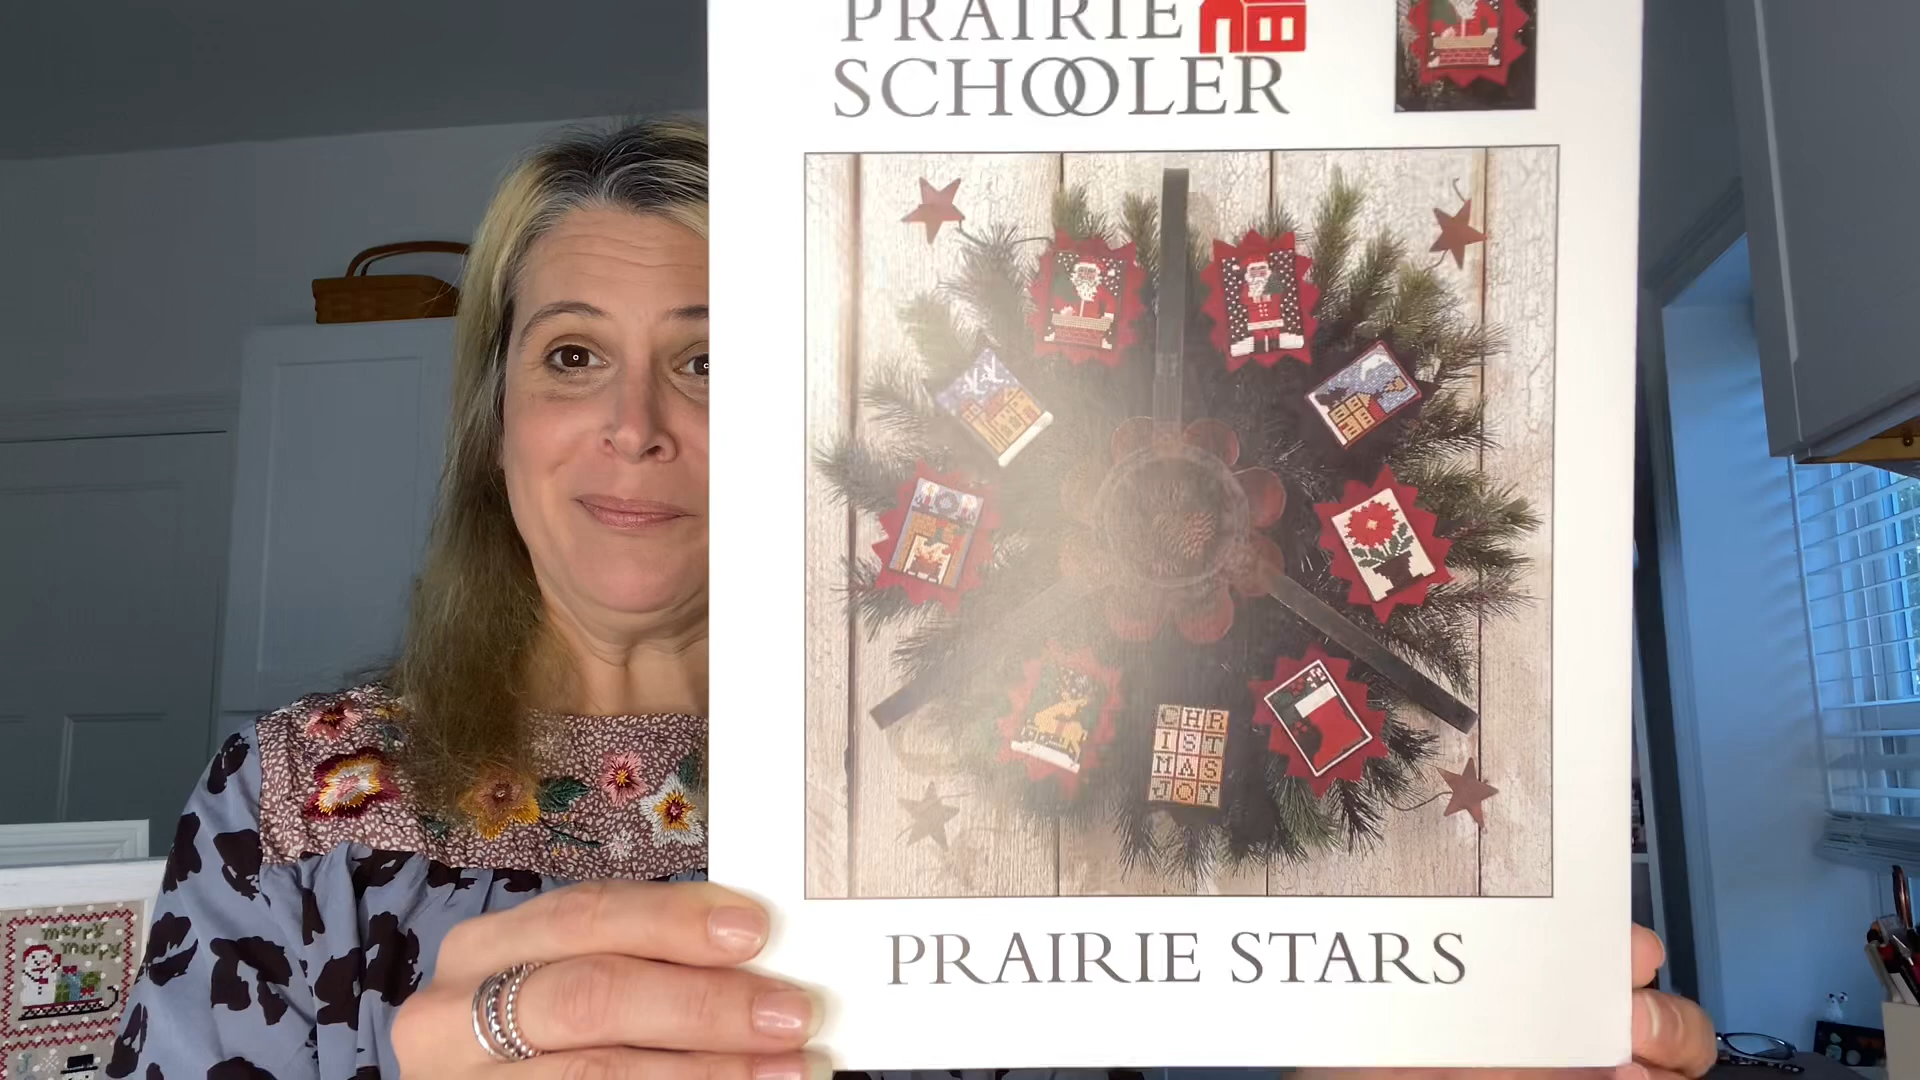 PRAIRIE
SCHOOLER
CHR
IST
MAS
JOY
PRAIRIE STARS
merry
merry